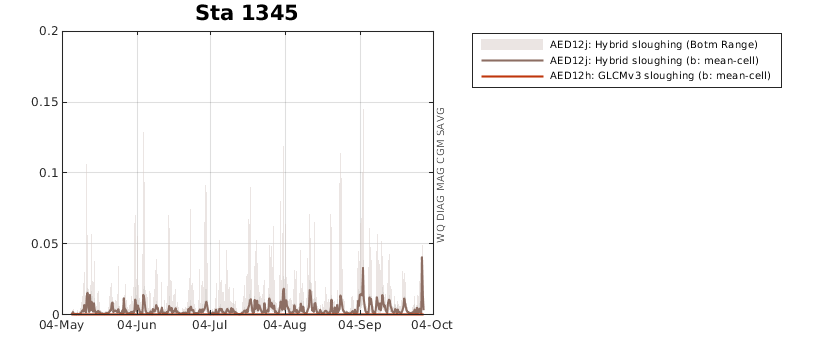 Sta 1345
0.2
0.15
0.1
0.05
0
04-May
04-Jun
04-Jul
04-Aug
04-Sep
04-Oct
WQ DIAG MAG CGM SAVG
AED12j: Hybrid sloughing (Botm Range)
AED12j: Hybrid sloughing (b: mean-cell)
AED12h: GLCMv3 sloughing (b: mean-cell)